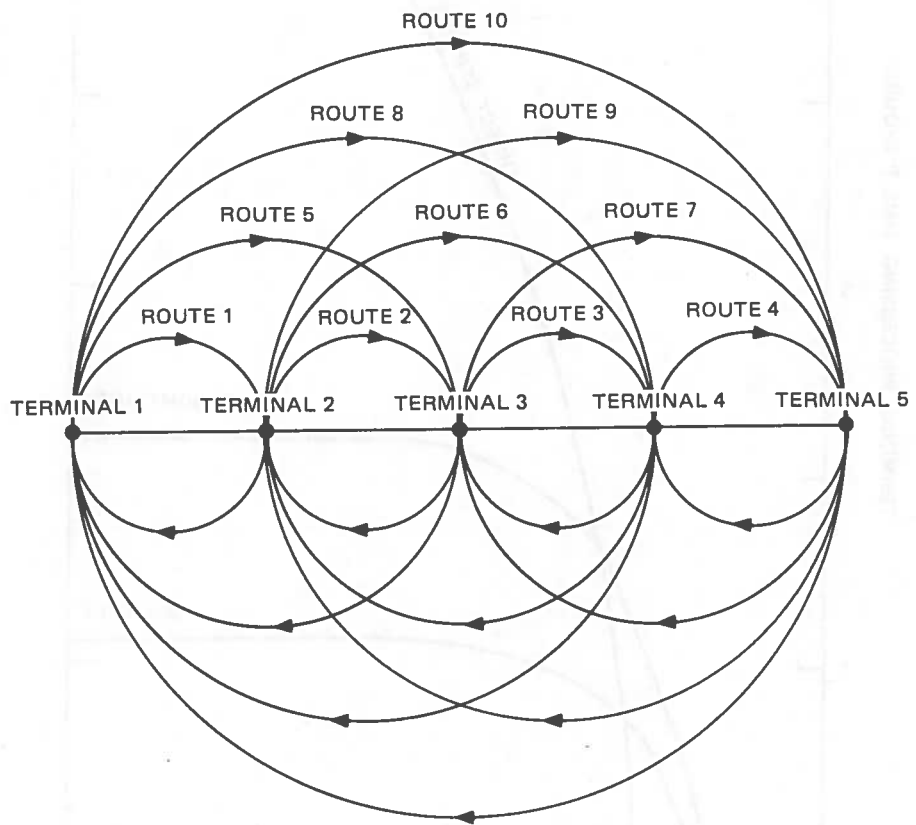 ROUTE 10
ROUTE 8
ROUTE 9
ROUTE 5
ROUTE 6
ROUTE 7
ROUTE 1
ROUTE 2
ROUTE 3
ROUTE 4
TERMINAL 1
TERMINAL 2
TERMINAL 3
TERMINAL 4
TERMINAL 5